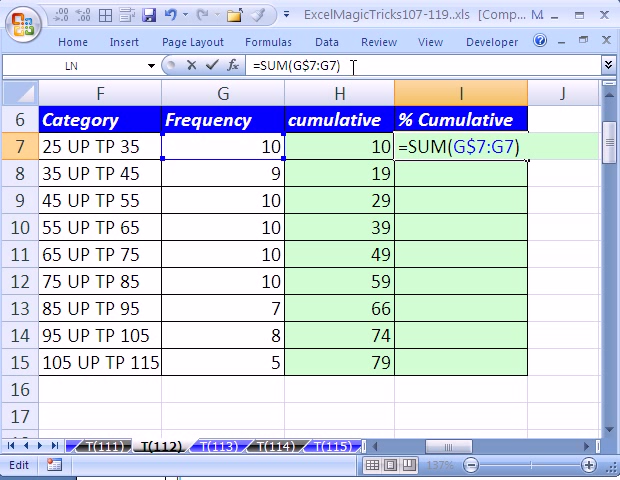 ExcelMagicTricks107-119..xls [Comp... M...
Home Insert Page Layout Formulas Data Review View Developer
LN fx =SUM(G$7:G7)
F G H I J
6 Category Frequency cumulative % Cumulative
7 25 UP TP 35 10 10 =SUM(G$7:G7)
8 35 UP TP 45 9 19
9 45 UP TP 55 10 29
10 55 UP TP 65 10 39
11 65 UP TP 75 10 49
12 75 UP TP 85 10 59
13 85 UP TP 95 7 66
14 95 UP TP 105 8 74
15 105 UP TP 115 5 79
16
17
T(111) T(112) T(113) T(114) T(115)
Edit 137%